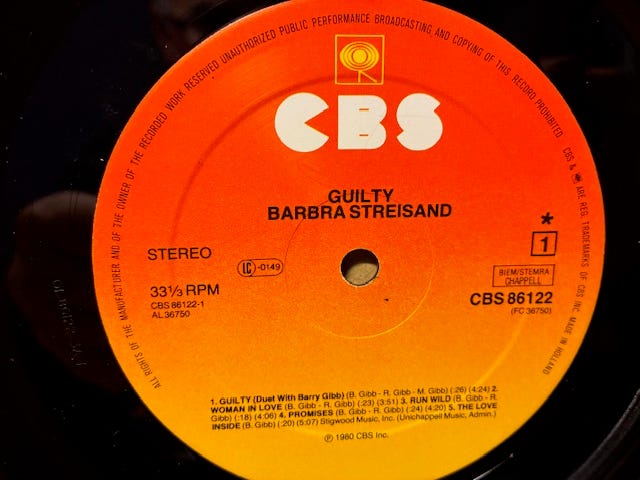 ALL RIGHTS OF THE MANUFACTURER AND OF THE OWNER OF THE RECORDED WORK RESERVED UNAUTHORIZED PUBLIC PERFORMANCE BROADCASTING AND COPYING OF THIS RECORD PROHIBITED CBS & ARE REG. TRADEMARKS OF CBS INC MADE IN HOLLAND
CBS
GUILTY
BARBRA STREISAND
STEREO
LC -0149
*
1
33⅓ RPM
CBS 86122-1
AL 36750
BIEM/STEMRA
CHAPPELL
CBS 86122
(FC 36750)
1. GUILTY (Duet With Barry Gibb) (B. Gibb - R. Gibb - M. Gibb) (:26) (4:24) 2.
WOMAN IN LOVE (B. Gibb - R. Gibb) (:23) (3:51) 3. RUN WILD (B. Gibb - R.
Gibb) (:18) (4:06) 4. PROMISES (B. Gibb - R. Gibb) (:24) (4:20) 5. THE LOVE
INSIDE (B. Gibb) (:20) (5:07) Stigwood Music, Inc. (Unichappell Music, Admin.)
℗ 1980 CBS Inc.